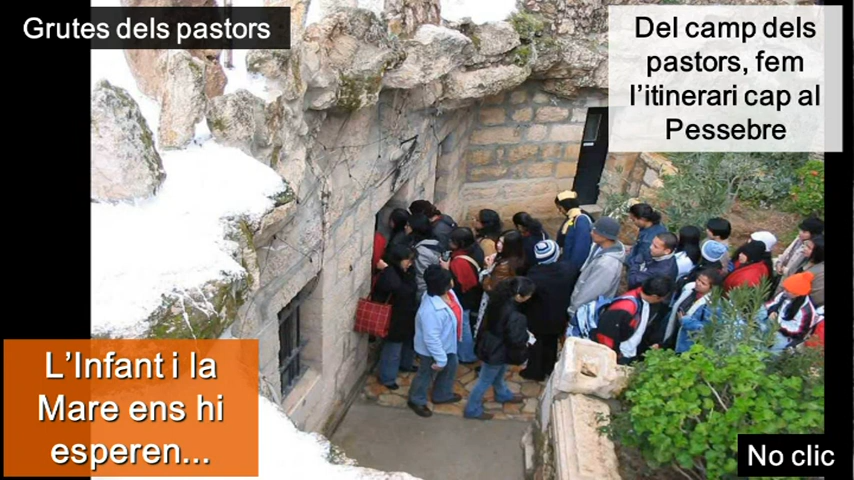 Grutes dels pastors
Del camp dels
pastors, fem
l’itinerari cap al
Pessebre
L’Infant i la
Mare ens hi
esperen...
No clic